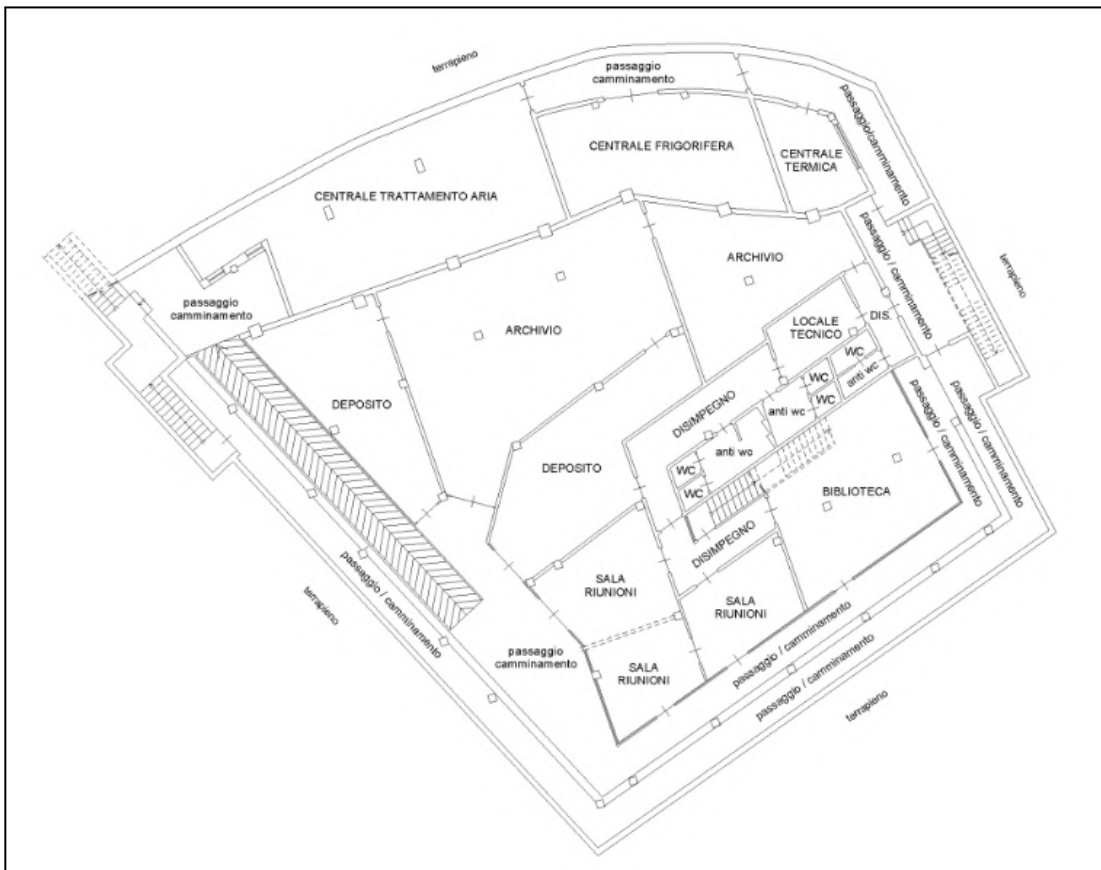 terrapieno
passaggio
camminamento
passaggio/camminamento
CENTRALE FRIGORIFERA
CENTRALE
TERMICA
CENTRALE TRATTAMENTO ARIA
passaggio / camminamento
terrapieno
ARCHIVIO
passaggio
camminamento
ARCHIVIO
LOCALE
TECNICO
DIS.
WC
WC
anti wc
WC
DEPOSITO
DISIMPEGNO
anti wc
passaggio / camminamento
passaggio / camminamento
anti wc
DEPOSITO
WC
WC
BIBLIOTECA
DISIMPEGNO
passaggio / camminamento
terrapieno
SALA
RIUNIONI
SALA
RIUNIONI
passaggio
camminamento
SALA
RIUNIONI
passaggio / camminamento
passaggio / camminamento
terrapieno